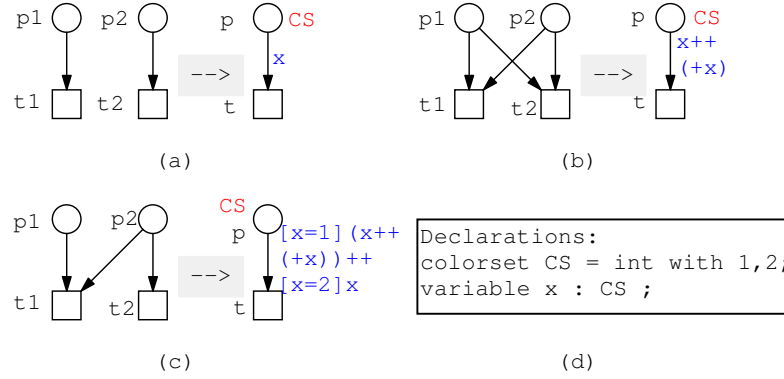 p1 p2 p CS
x
-->
t1 t2 t
(a)
p1 p2 p CS
x++
(+x)
-->
t1 t2 t
(b)
CS
p1 p2 p
[x=1](x++
(+x))++
[x=2]x
-->
t1 t2 t
(c)
Declarations:
colorset CS = int with 1,2;
variable x : CS ;
(d)